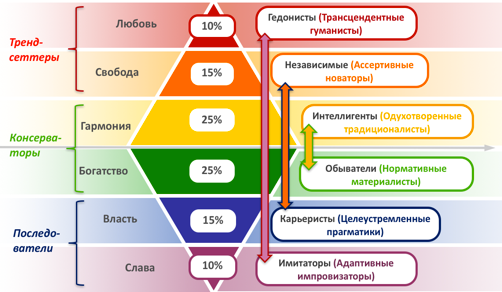 Тренд-
сеттеры
Консерва-
торы
Последо-
ватели
Любовь
10%
Гедонисты (Трансцендентные
гуманисты)
Свобода
15%
Независимые (Ассертивные
новаторы)
Гармония
25%
Интеллигенты (Одухотворенные
традиционалисты)
Богатство
25%
Обыватели (Нормативные
материалисты)
Власть
15%
Карьеристы (Целеустремленные
прагматики)
Слава
10%
Имитаторы (Адаптивные
импровизаторы)